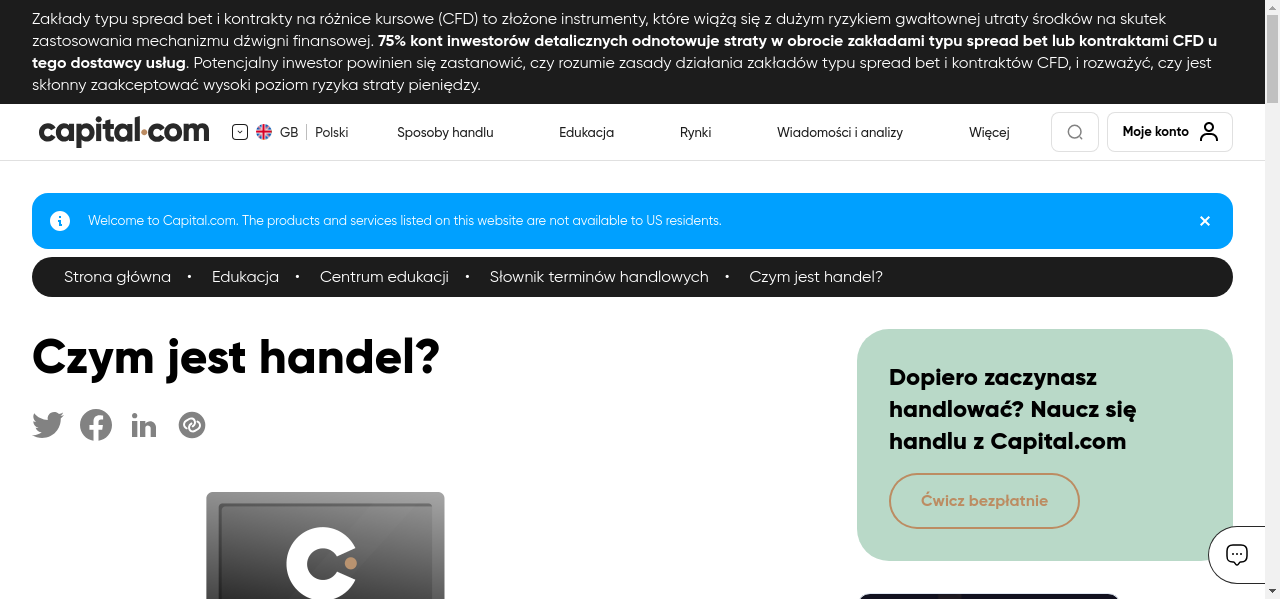 Zakłady typu spread bet i kontrakty na różnice kursowe (CFD) to złożone instrumenty, które wiążą się z dużym ryzykiem gwałtownej utraty środków na skutek
zastosowania mechanizmu dźwigni finansowej. 75% kont inwestorów detalicznych odnotowuje straty w obrocie zakładami typu spread bet lub kontraktami CFD u
tego dostawcy usług. Potencjalny inwestor powinien się zastanowić, czy rozumie zasady działania zakładów typu spread bet i kontraktów CFD, i rozważyć, czy jest
skłonny zaakceptować wysoki poziom ryzyka straty pieniędzy.
capital.com GB Polski Sposoby handlu Edukacja Rynki Wiadomości i analizy Więcej Moje konto
Welcome to Capital.com. The products and services listed on this website are not available to US residents.
Strona główna • Edukacja • Centrum edukacji • Słownik terminów handlowych • Czym jest handel?
Czym jest handel?
Dopiero zaczynasz
handlować? Naucz się
handlu z Capital.com
Ćwicz bezpłatnie